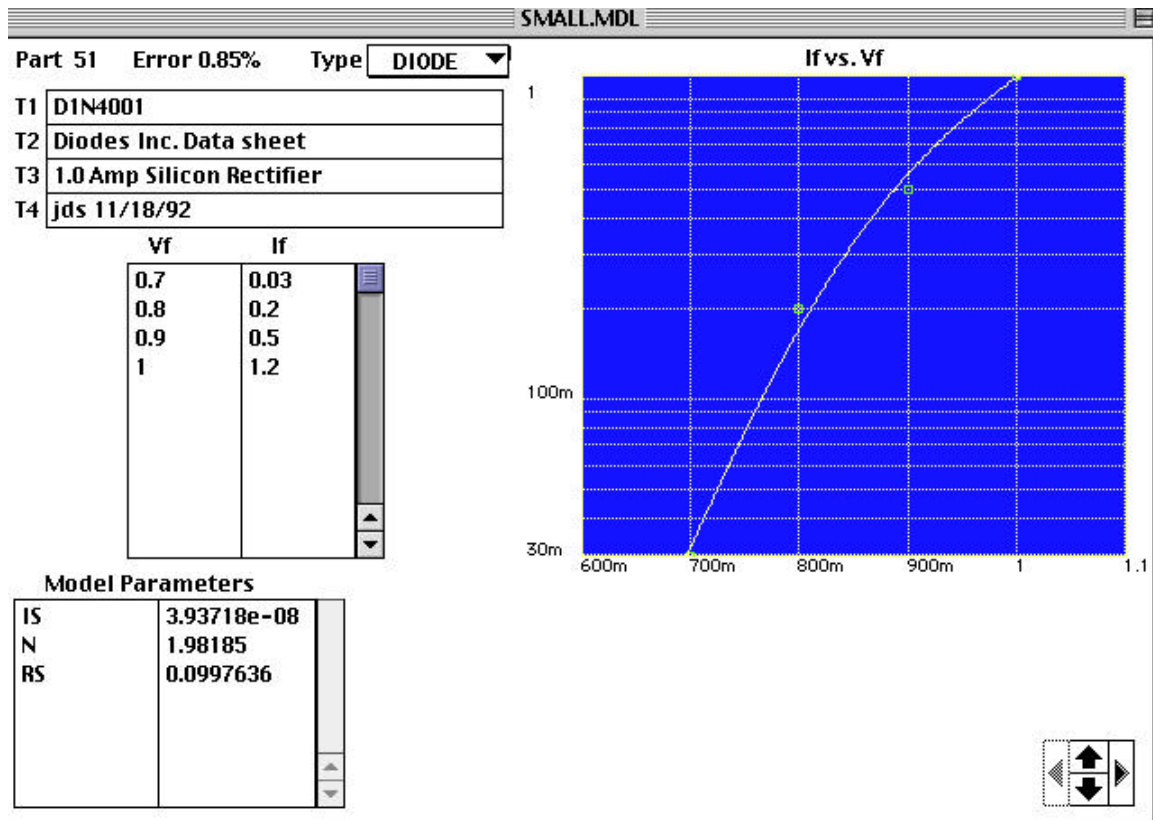 SMALL.MDL
Part 51 Error 0.85% Type DIODE
T1 D1N4001
T2 Diodes Inc. Data sheet
T3 1.0 Amp Silicon Rectifier
T4 jds 11/18/92
Vf If
0.7 0.03
0.8 0.2
0.9 0.5
1 1.2
Model Parameters
IS 3.93718e-08
N 1.98185
RS 0.0997636
If vs. Vf
1
100m
30m
600m 700m 800m 900m 1 1.1